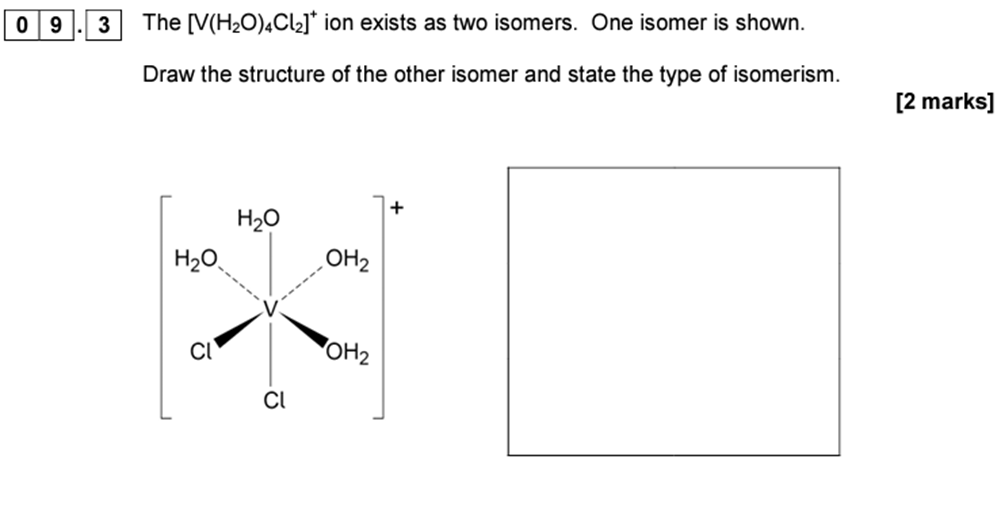 0 9 . 3 The [V(H₂O)₄Cl₂]⁺ ion exists as two isomers. One isomer is shown.
Draw the structure of the other isomer and state the type of isomerism.
[2 marks]
+
H₂O
H₂O OH₂
V
Cl OH₂
Cl